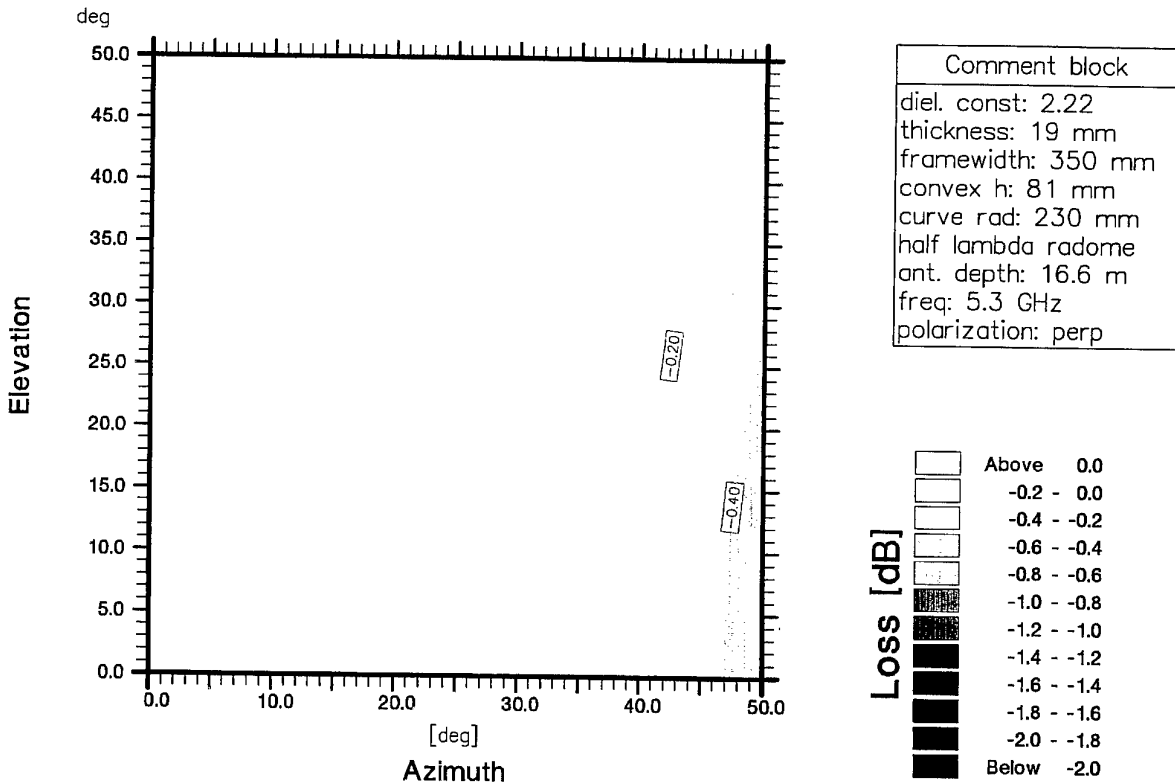 deg
50.0
45.0
40.0
35.0
30.0
25.0
20.0
15.0
10.0
5.0
0.0
Elevation
−0.20
−0.40
0.0 10.0 20.0 30.0 40.0 50.0
[deg]
Azimuth
Comment block
diel. const: 2.22
thickness: 19 mm
framewidth: 350 mm
convex h: 81 mm
curve rad: 230 mm
half lambda radome
ant. depth: 16.6 m
freq: 5.3 GHz
polarization: perp
Loss [dB]
Above 0.0
-0.2 - 0.0
-0.4 - -0.2
-0.6 - -0.4
-0.8 - -0.6
-1.0 - -0.8
-1.2 - -1.0
-1.4 - -1.2
-1.6 - -1.4
-1.8 - -1.6
-2.0 - -1.8
Below -2.0